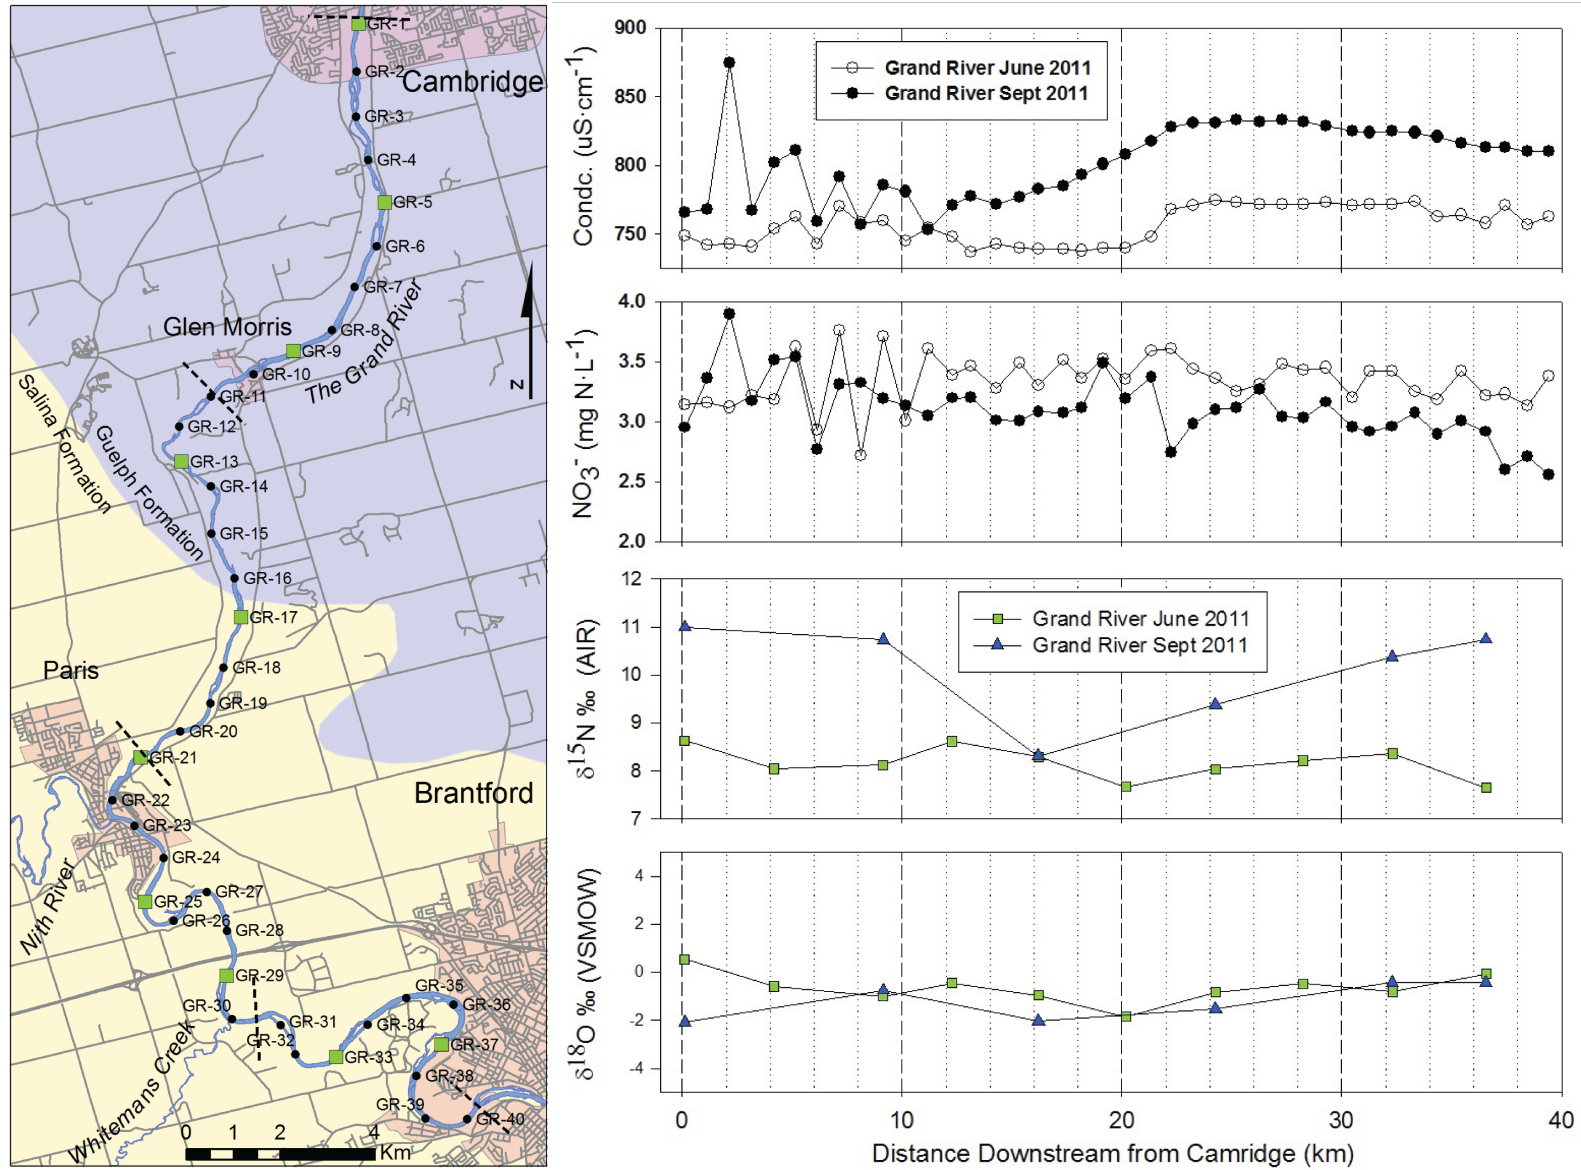 GR-1
GR-2
Cambridge
GR-3
GR-4
GR-5
GR-6
GR-7
The Grand River
Glen Morris
GR-8
GR-9
GR-10
N
GR-11
Salina Formation
Guelph Formation
GR-12
GR-13
GR-14
GR-15
GR-16
GR-17
Paris
GR-18
GR-19
GR-20
GR-21
Brantford
GR-22
GR-23
GR-24
Nith River
GR-25
GR-26
GR-27
GR-28
GR-29
GR-30
GR-31
GR-32
GR-33
GR-34
GR-35
GR-36
GR-37
GR-38
GR-39
GR-40
Whitemans Creek
0 1 2 4
Km
Condc. (uS·cm-1)
900
850
800
750
Grand River June 2011
Grand River Sept 2011
NO3- (mg N·L-1)
4.0
3.5
3.0
2.5
2.0
δ15N ‰ (AIR)
12
11
10
9
8
7
Grand River June 2011
Grand River Sept 2011
δ18O ‰ (VSMOW)
4
2
0
-2
-4
0 10 20 30 40
Distance Downstream from Camridge (km)